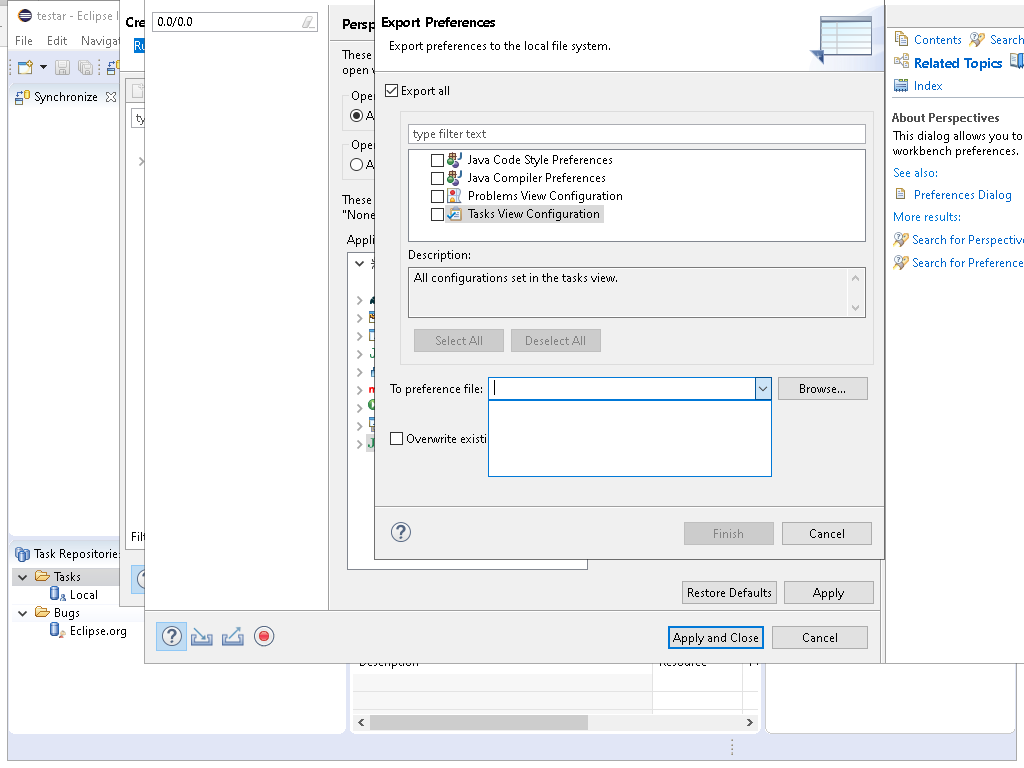 testar - Eclipse I
File Edit Navigat
Synchronize
Cre
Ru
ty
Filt
0.0/0.0
Persp
These
open v
Open
Open
These
"None
Appli
Export Preferences
Export preferences to the local file system.
Export all
type filter text
Java Code Style Preferences
Java Compiler Preferences
Problems View Configuration
Tasks View Configuration
Description:
All configurations set in the tasks view.
Select All Deselect All
To preference file: Browse...
Overwrite existi
Finish Cancel
Restore Defaults Apply
Apply and Close Cancel
Contents Search
Related Topics
Index
About Perspectives
This dialog allows you to
workbench preferences.
See also:
Preferences Dialog
More results:
Search for Perspective
Search for Preference
Task Repositories
Tasks
Local
Bugs
Eclipse.org
Description Resource